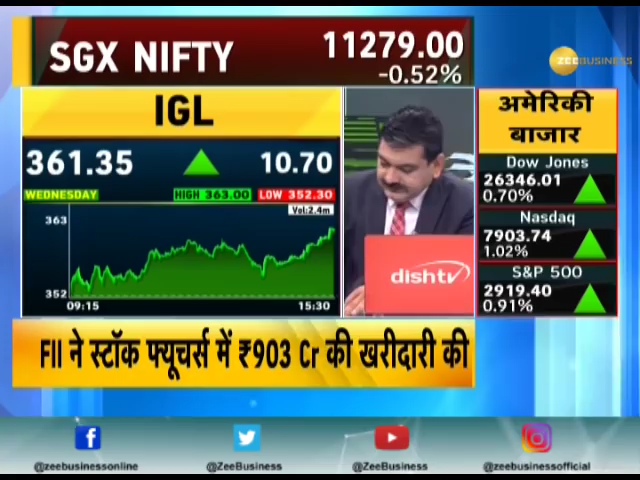 SGX NIFTY
11279.00
-0.52%
ZEEBUSINESS
IGL
361.35
10.70
WEDNESDAY
HIGH 363.00
LOW 352.30
Vol:2.4m
363
352
09:15
15:30
dishtv
अमेरिकी
बाजार
Dow Jones
26346.01
0.70%
Nasdaq
7903.74
1.02%
S&P 500
2919.40
0.91%
FII ने स्टॉक फ्यूचर्स में ₹903 Cr की खरीदारी की
@zeebusinessonline
@ZeeBusiness
@ZeeBusiness
@zeebusinessofficial